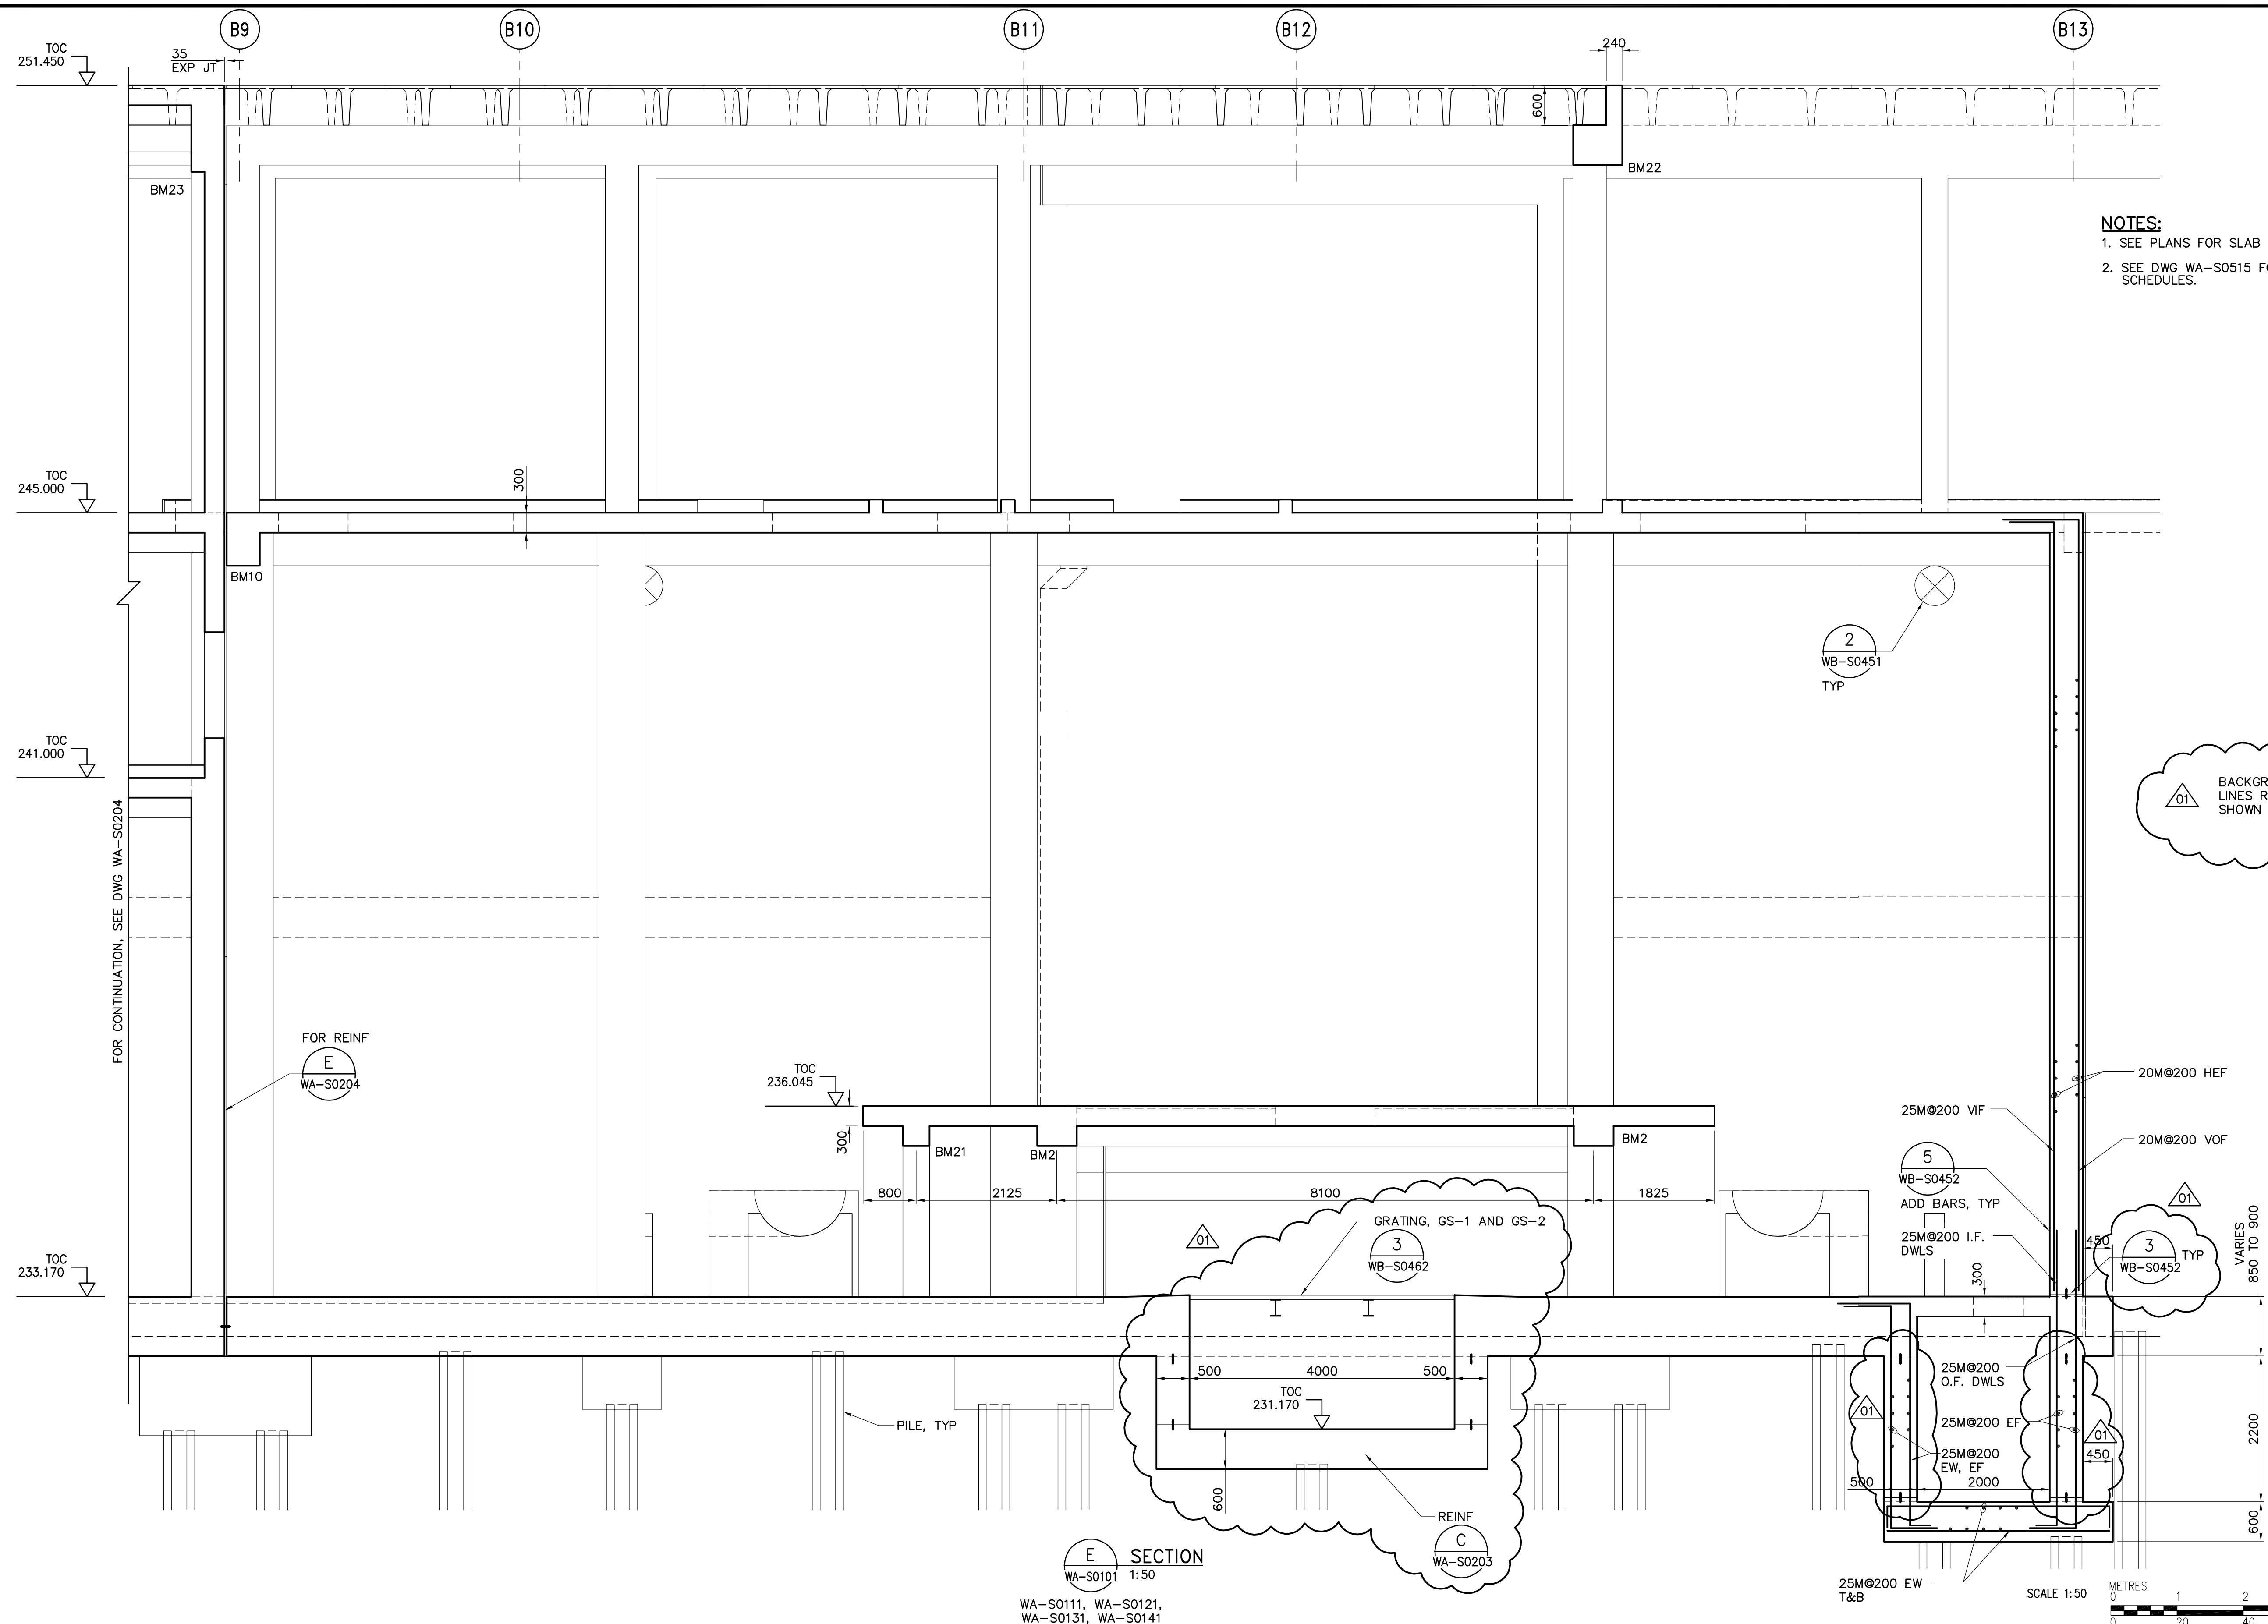 B9
B10
B11
B12
B13
TOC
251.450
35
EXP JT
240
600
BM23
BM22
NOTES:
1. SEE PLANS FOR SLAB
2. SEE DWG WA-S0515
SCHEDULES.
TOC
245.000
300
BM10
2
WB-S0451
TYP
TOC
241.000
01
LINES
SHOWN
FOR CONTINUATION, SEE DWG WA-S0204
FOR REINF
E
WA-S0204
TOC
236.045
300
BM21
BM2
BM2
800
2125
8100
1825
20M@200 HEF
25M@200 VIF
20M@200 VOF
5
WB-S0452
ADD BARS, TYP
25M@200 I.F.
DWLS
01
450
3
WB-S0452
TYP
VARIES
850 TO 900
01
GRATING, GS-1 AND GS-2
3
WB-S0462
TOC
233.170
300
500
4000
500
TOC
231.170
25M@200
O.F. DWLS
01
25M@200 EF
01
25M@200
EW, EF
450
2200
PILE, TYP
500
2000
600
600
REINF
C
WA-S0203
E
WA-S0101
SECTION
1:50
WA-S0111, WA-S0121,
WA-S0131, WA-S0141
25M@200 EW
T&B
SCALE 1:50
METRES
0 1 2
0 20 40